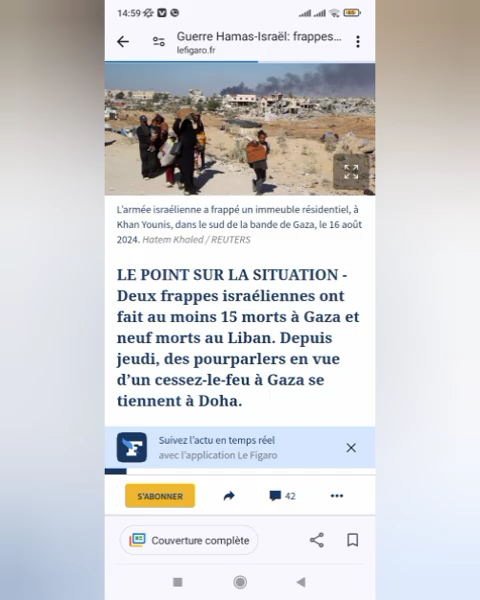 14:59
Guerre Hamas-Israël: frappes...
lefigaro.fr
L'armée israélienne a frappé un immeuble résidentiel, à
Khan Younis, dans le sud de la bande de Gaza, le 16 août
2024. Hatem Khaled / REUTERS
LE POINT SUR LA SITUATION -
Deux frappes israéliennes ont
fait au moins 15 morts à Gaza et
neuf morts au Liban. Depuis
jeudi, des pourparlers en vue
d'un cessez-le-feu à Gaza se
tiennent à Doha.
Suivez l'actu en temps réel
avec l'application Le Figaro
S'ABONNER
42
Couverture complète